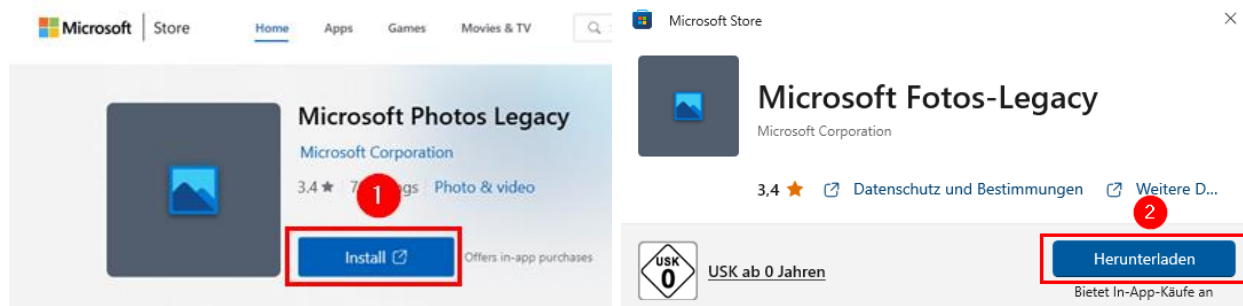 Microsoft | Store Home Apps Games Movies & TV
Microsoft Photos Legacy
Microsoft Corporation
3.4 ★ Photo & video
1
Install
Offers in-app purchases
Microsoft Store
Microsoft Fotos-Legacy
Microsoft Corporation
3,4 ★ Datenschutz und Bestimmungen Weitere D...
2
USK
0
USK ab 0 Jahren
Herunterladen
Bietet In-App-Käufe an